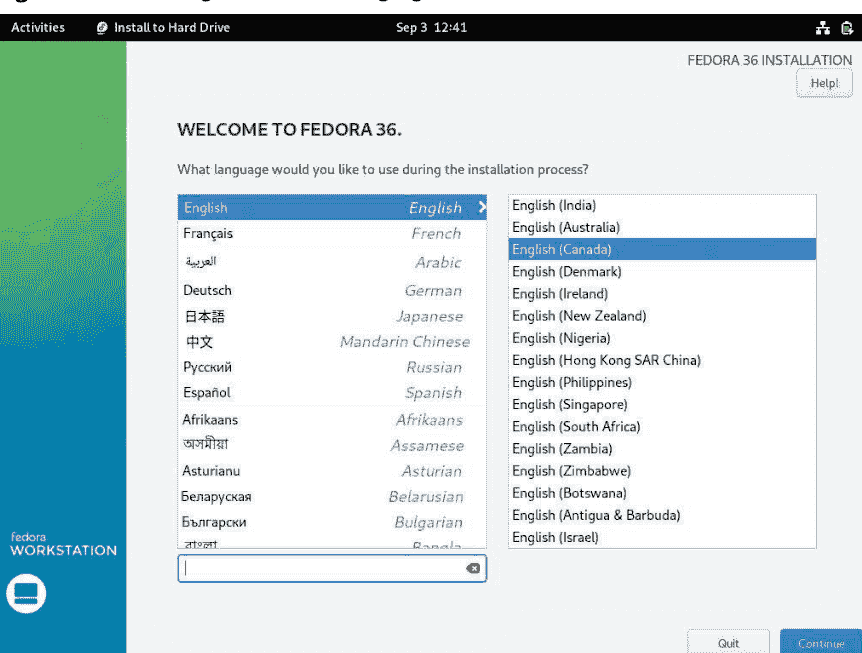 Activities Install to Hard Drive Sep 3 12:41
FEDORA 36 INSTALLATION
Help!
WELCOME TO FEDORA 36.
What language would you like to use during the installation process?
English English
Français French
العربية Arabic
Deutsch German
日本語 Japanese
中文 Mandarin Chinese
Русский Russian
Español Spanish
Afrikaans Afrikaans
অসমীয়া Assamese
Asturianu Asturian
Беларуская Belarusian
Български Bulgarian
বাংলা Bangla
English (India)
English (Australia)
English (Canada)
English (Denmark)
English (Ireland)
English (New Zealand)
English (Nigeria)
English (Hong Kong SAR China)
English (Philippines)
English (Singapore)
English (South Africa)
English (Zambia)
English (Zimbabwe)
English (Botswana)
English (Antigua & Barbuda)
English (Israel)
fedora
WORKSTATION
Quit Continue